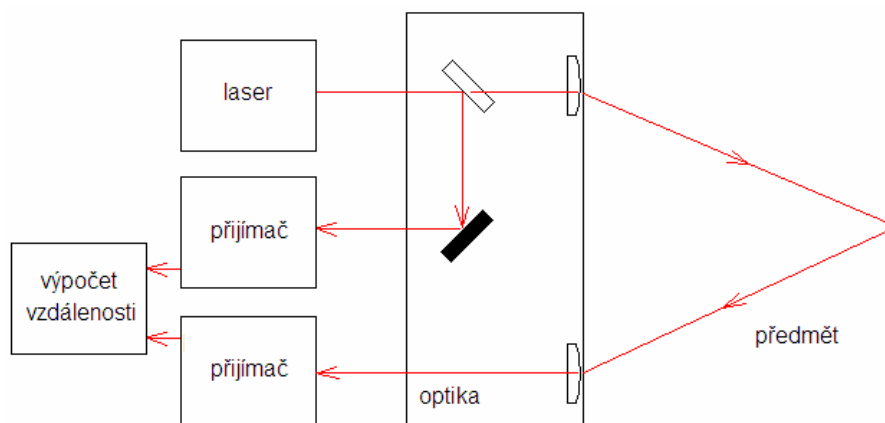 laser
přijímač
výpočet
vzdálenosti
přijímač
optika
předmět